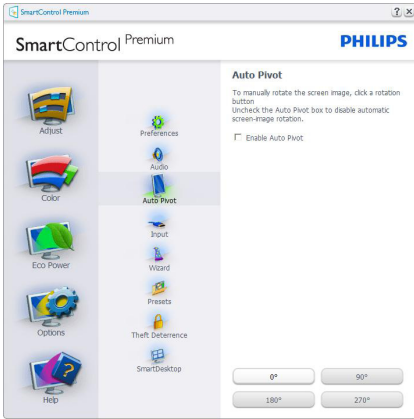 SmartControl Premium
SmartControl Premium
PHILIPS
Adjust
Color
Eco Power
Options
Help
Preferences
Audio
Auto Pivot
Input
Wizard
Presets
Theft Deterrence
SmartDesktop
Auto Pivot
To manually rotate the screen image, click a rotation
button
Uncheck the Auto Pivot box to disable automatic
screen-image rotation.
Enable Auto Pivot
0°
90°
180°
270°